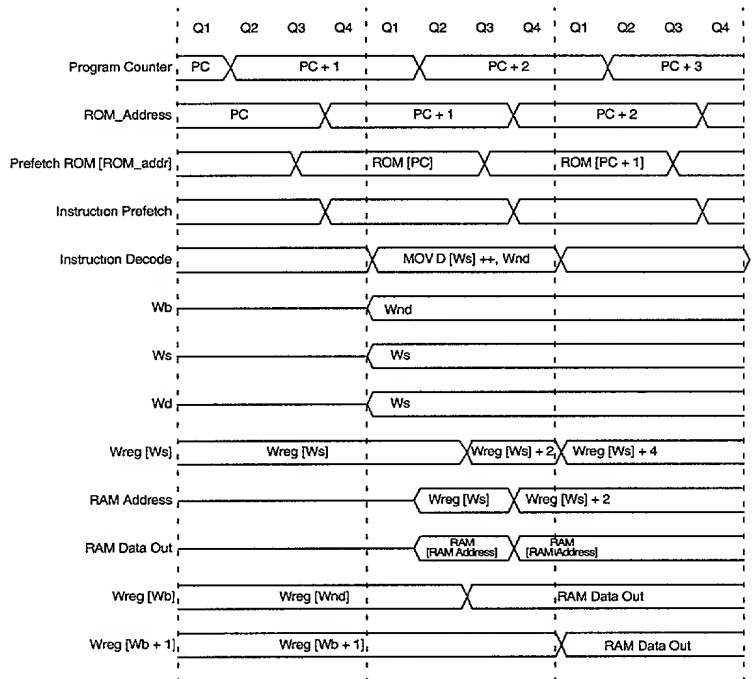 Q1 Q2 Q3 Q4 Q1 Q2 Q3 Q4 Q1 Q2 Q3 Q4
Program Counter PC PC + 1 PC + 2 PC + 3
ROM_Address PC PC + 1 PC + 2
Prefetch ROM [ROM_addr] ROM [PC] ROM [PC + 1]
Instruction Prefetch
Instruction Decode MOV D [Ws] ++, Wnd
Wb Wnd
Ws Ws
Wd Ws
Wreg [Ws] Wreg [Ws] Wreg [Ws] + 2 Wreg [Ws] + 4
RAM Address Wreg [Ws] Wreg [Ws] + 2
RAM Data Out RAM [RAM Address] RAM [RAM Address]
Wreg [Wb] Wreg [Wnd] RAM Data Out
Wreg [Wb + 1] Wreg [Wb + 1] RAM Data Out